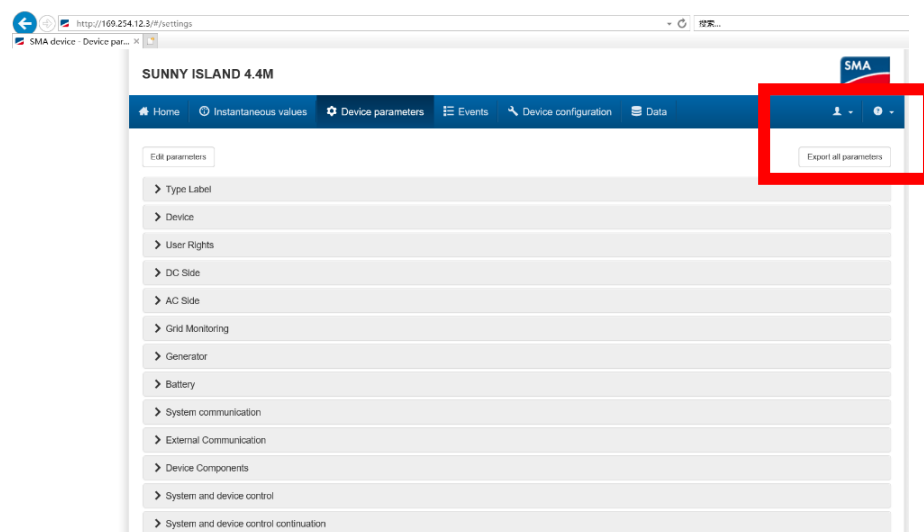 http://169.254.12.3/#/settings
搜索...
SMA device - Device par...
SUNNY ISLAND 4.4M
SMA
Home Instantaneous values Device parameters Events Device configuration Data
Edit parameters
Export all parameters
Type Label
Device
User Rights
DC Side
AC Side
Grid Monitoring
Generator
Battery
System communication
External Communication
Device Components
System and device control
System and device control continuation